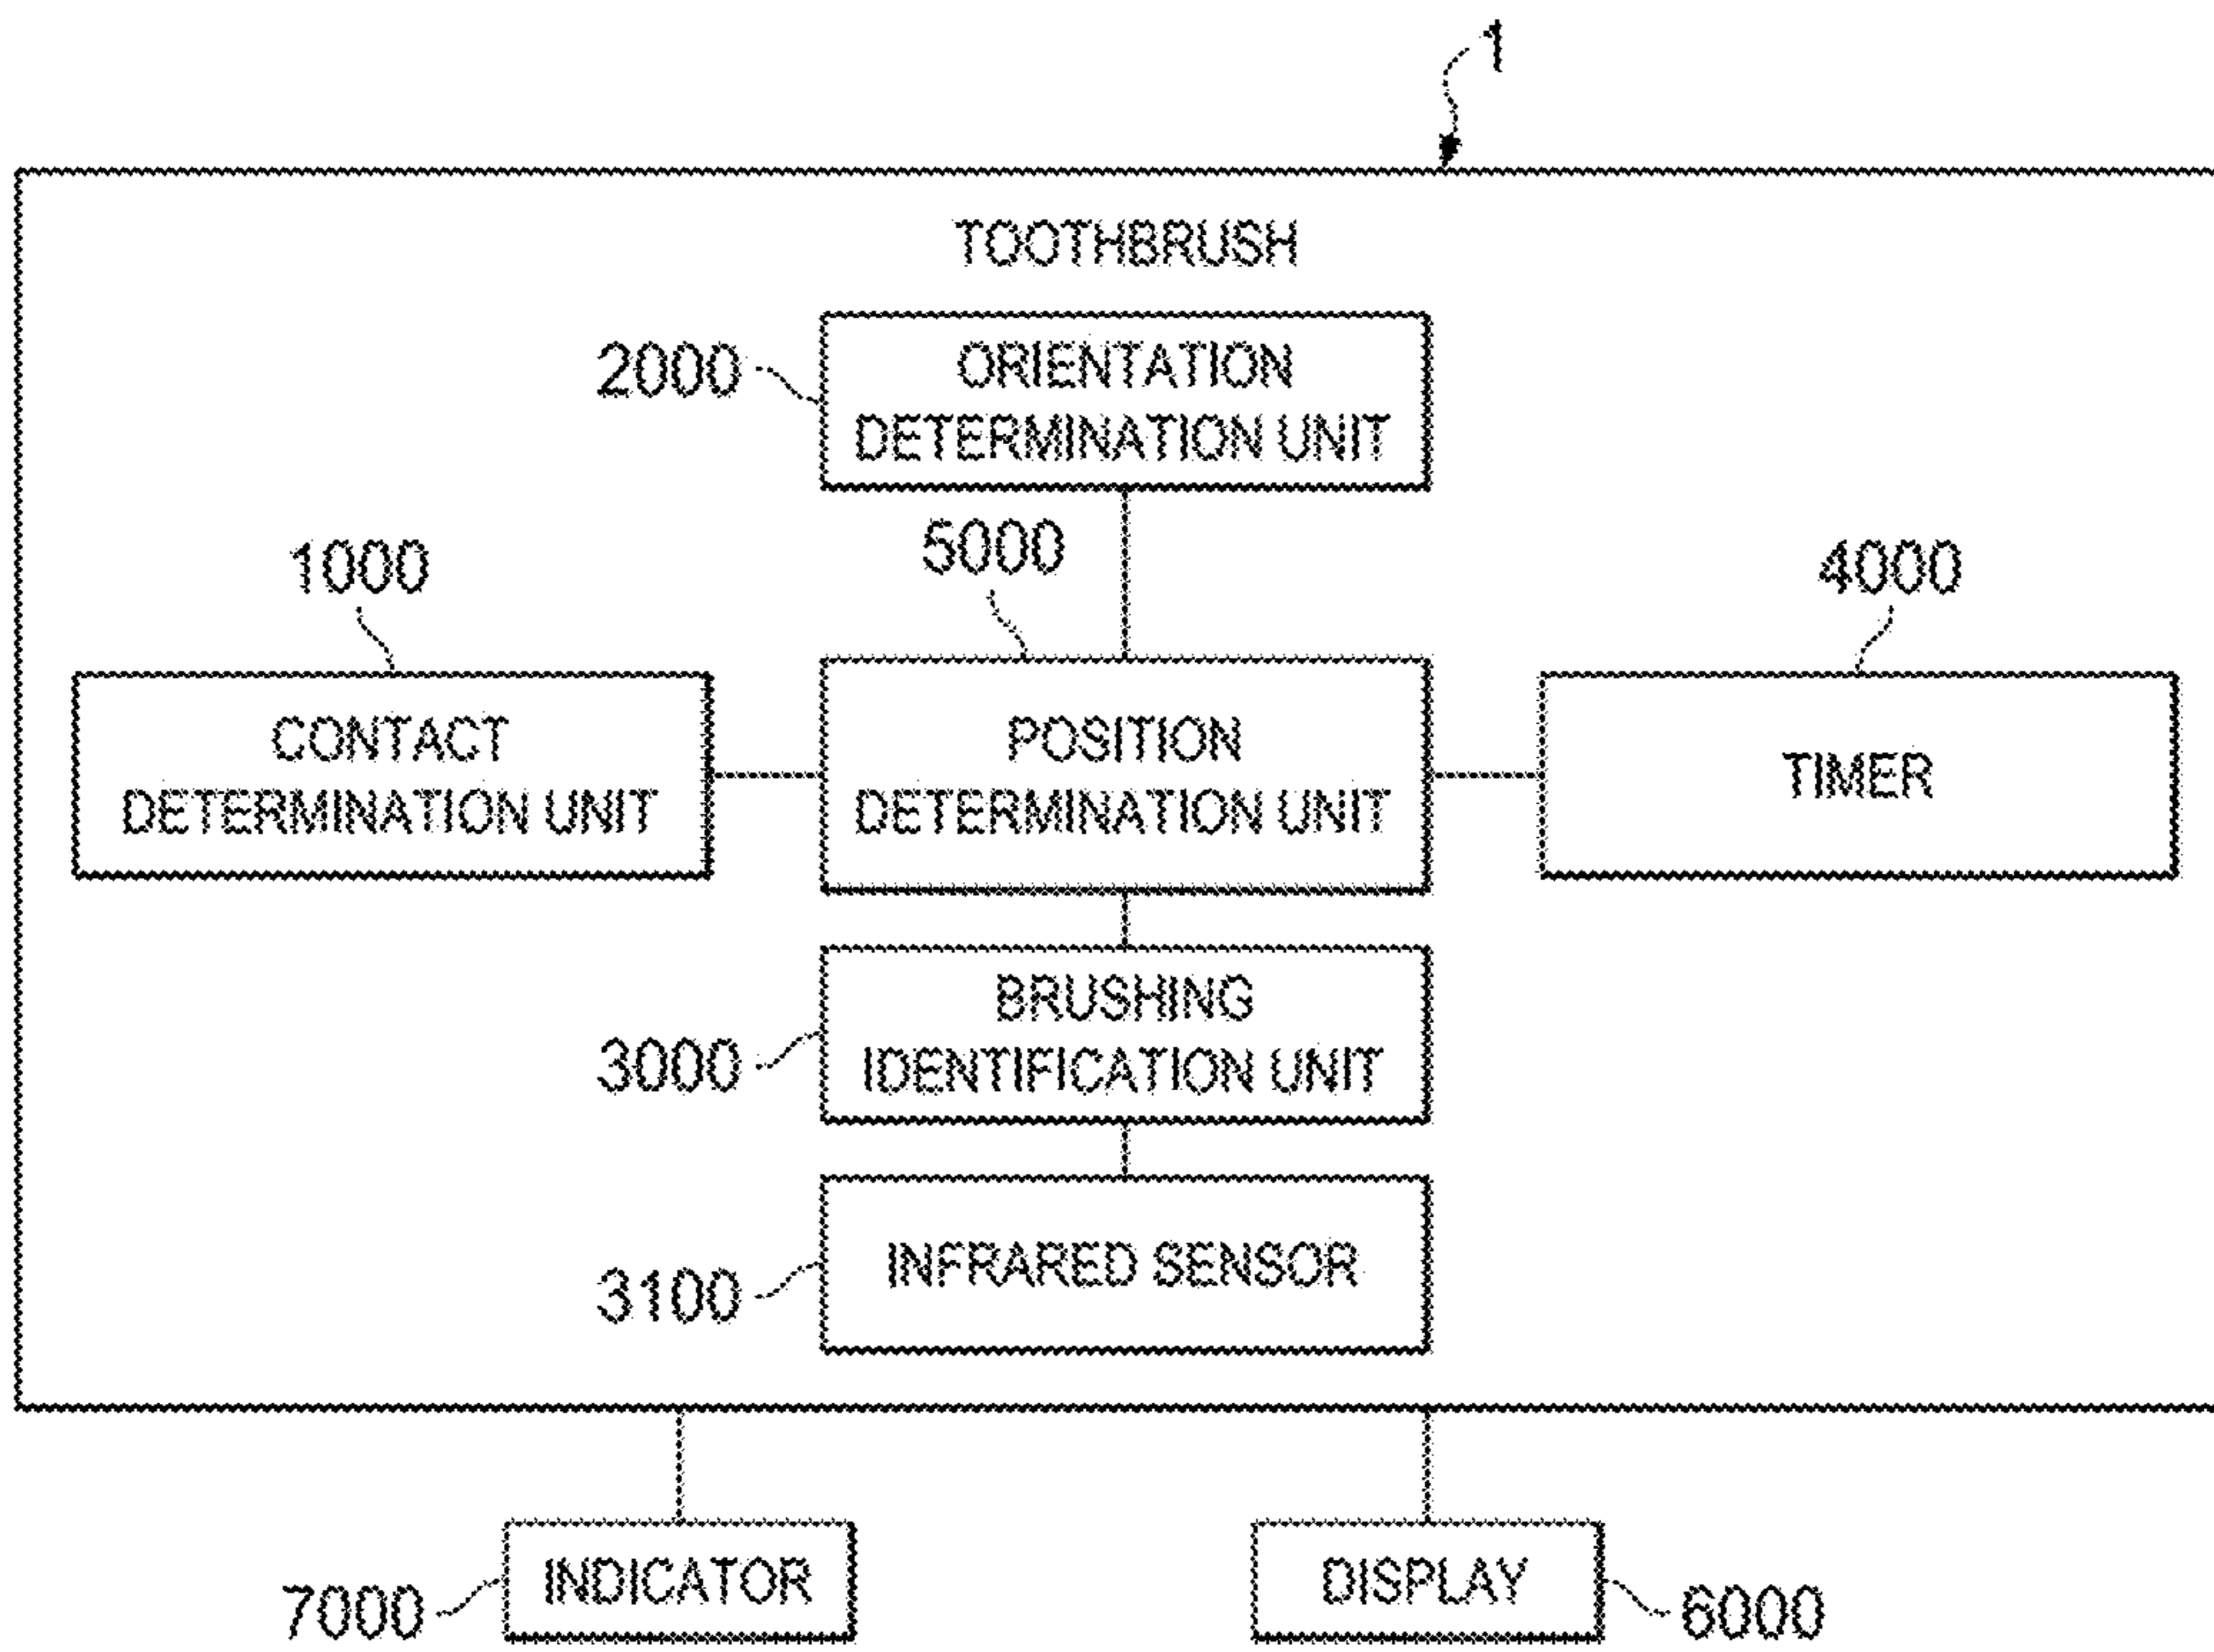 1
TOOTHBRUSH
2000
ORIENTATION
DETERMINATION UNIT
1000
5000
4000
CONTACT
DETERMINATION UNIT
POSITION
DETERMINATION UNIT
TIMER
3000
BRUSHING
IDENTIFICATION UNIT
3100
INFRARED SENSOR
7000
INDICATOR
DISPLAY
6000